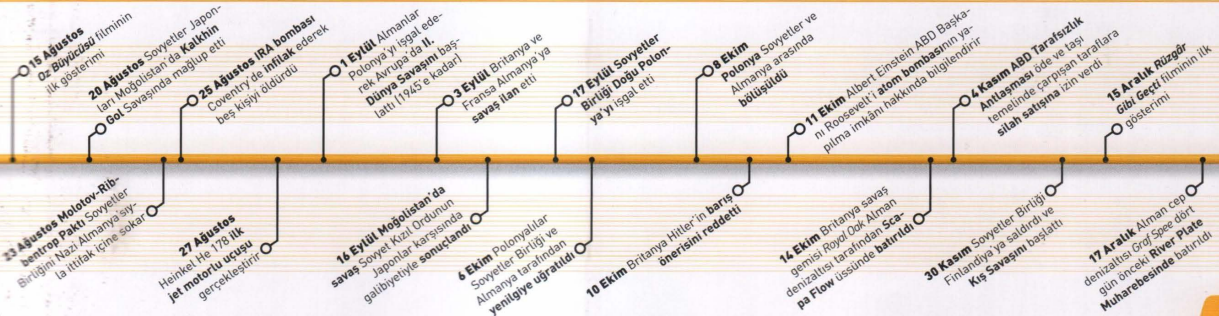 15 Ağustos
Oz Büyücüsü filminin
ilk gösterimi
20 Ağustos Sovyetler Japon-
ları Moğolistan'da Kalkhin
Gol Savaşında mağlup etti
25 Ağustos IRA bombası
Coventry'de infilak ederek
beş kişiyi öldürdü
1 Eylül Almanlar
Polonya'yı işgal ede-
rek Avrupa'da II.
Dünya Savaşını baş-
lattı [1945'e kadar]
3 Eylül Britanya ve
Fransa Almanya'ya
savaş ilan etti
17 Eylül Sovyetler
Birliği Doğu Polon-
ya'yı işgal etti
8 Ekim
Polonya Sovyetler ve
Almanya arasında
bölüşüldü
11 Ekim Albert Einstein ABD Başka-
nı Roosevelt'i atom bombasının ya-
pılma imkânı hakkında bilgilendirir
4 Kasım ABD Tarafsızlık
Antlaşması öde ve taşı
temelinde çarpışan taraflara
silah satışına izin verdi
15 Aralık Rüzgâr
Gibi Geçti filminin ilk
gösterimi
23 Ağustos Molotov-Rib-
bentrop Paktı Sovyetler
Birliğini Nazi Almanya'sıy-
la ittifak içine sokar
27 Ağustos
Heinkel He 178 ilk
jet motorlu uçuşu
gerçekleştirir
16 Eylül Moğolistan'da
savaş Sovyet Kızıl Ordunun
Japonlar karşısında
galibiyetiyle sonuçlandı
6 Ekim Polonyalılar
Sovyetler Birliği ve
Almanya tarafından
yenilgiye uğratıldı
10 Ekim Britanya Hitler'in barış
önerisini reddetti
14 Ekim Britanya savaş
gemisi Royal Oak Alman
denizaltısı tarafından Sca-
pa Flow üssünde batırıldı
30 Kasım Sovyetler Birliği
Finlandiya'ya saldırdı ve
Kış Savaşını başlattı
17 Aralık Alman cep
denizaltısı Graf Spee dört
gün önceki River Plate
Muharebesinde batırıldı